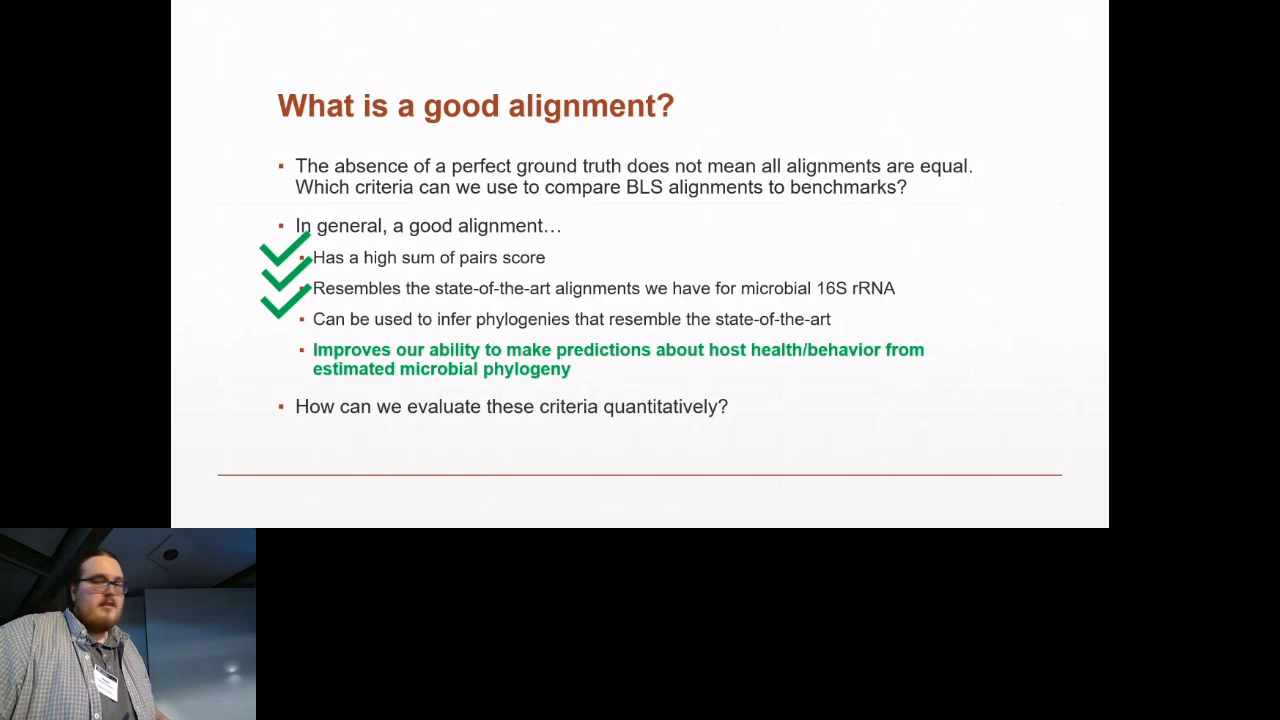 What is a good alignment?
▪ The absence of a perfect ground truth does not mean all alignments are equal.
Which criteria can we use to compare BLS alignments to benchmarks?
▪ In general, a good alignment…
▪ Has a high sum of pairs score
▪ Resembles the state-of-the-art alignments we have for microbial 16S rRNA
▪ Can be used to infer phylogenies that resemble the state-of-the-art
▪ Improves our ability to make predictions about host health/behavior from
estimated microbial phylogeny
▪ How can we evaluate these criteria quantitatively?